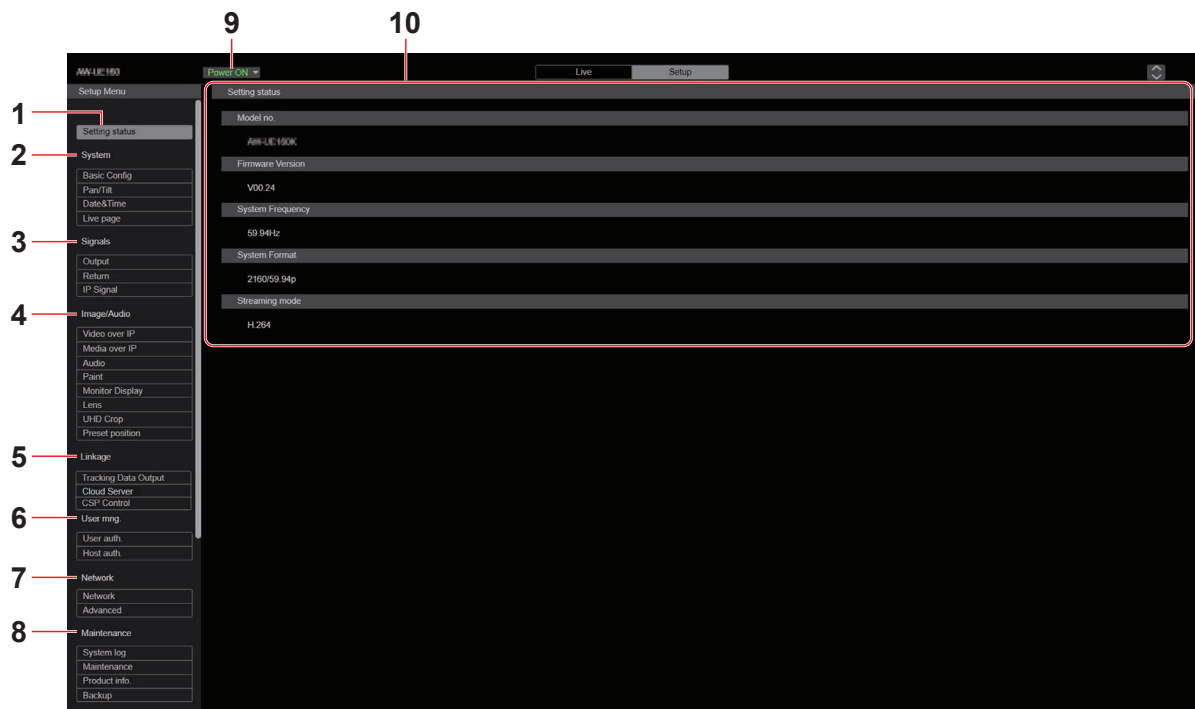 9 10
AW-UE160 Power ON Live Setup
Setup Menu
Setting status
1
Setting status
2 System
Basic Config
Pan/Tilt
Date&Time
Live page
3 Signals
Output
Return
IP Signal
4 Image/Audio
Video over IP
Media over IP
Audio
Paint
Monitor Display
Lens
UHD Crop
Preset position
5 Linkage
Tracking Data Output
Cloud Server
CSP Control
6 User mng.
User auth.
Host auth.
7 Network
Network
Advanced
8 Maintenance
System log
Maintenance
Product info.
Backup
Model no.
AW-UE160K
Firmware Version
V00.24
System Frequency
59.94Hz
System Format
2160/59.94p
Streaming mode
H.264